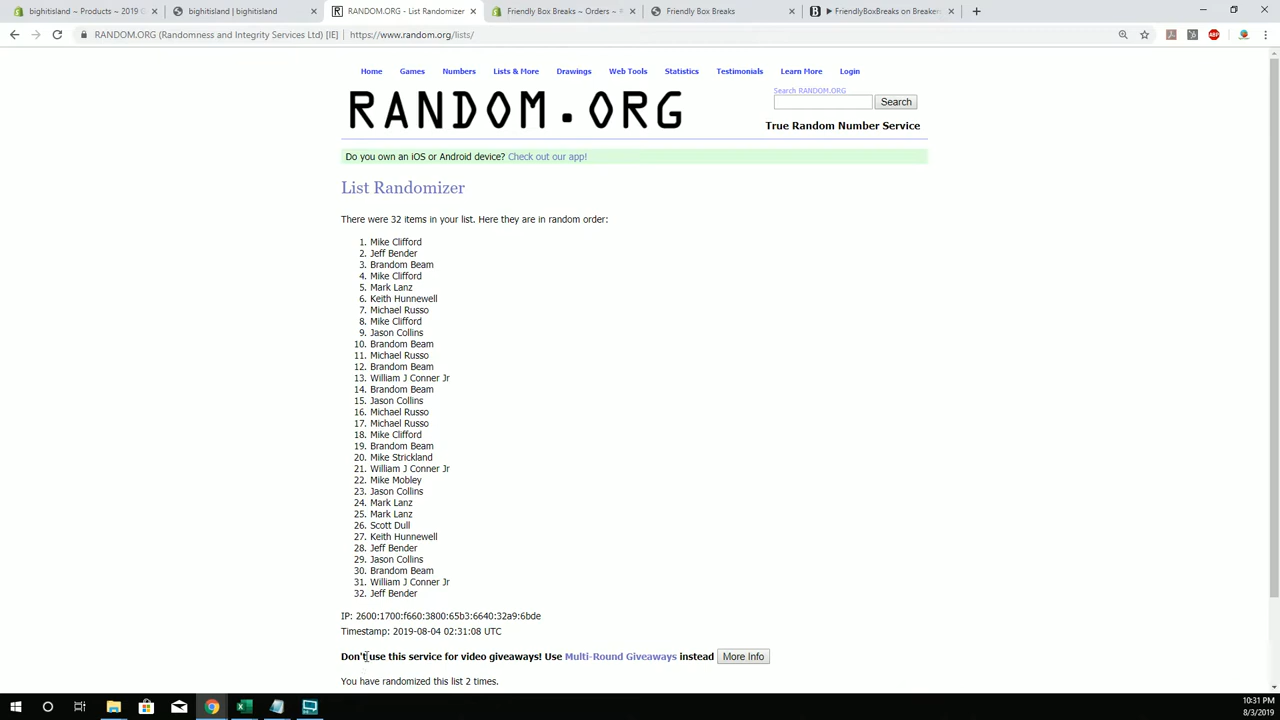 bighitisland ~ Products ~ 2019 G
bighitisland | bighitisland
RANDOM.ORG - List Randomizer
Friendly Box Breaks ~ Orders ~ #
Friendly Box Breaks
FriendlyBoxBreaks on Breakers
RANDOM.ORG (Randomness and Integrity Services Ltd) [IE] | https://www.random.org/lists/
Home Games Numbers Lists & More Drawings Web Tools Statistics Testimonials Learn More Login
RANDOM.ORG
Search RANDOM.ORG
Search
True Random Number Service
Do you own an iOS or Android device? Check out our app!
List Randomizer
There were 32 items in your list. Here they are in random order:
1. Mike Clifford
2. Jeff Bender
3. Brandom Beam
4. Mike Clifford
5. Mark Lanz
6. Keith Hunnewell
7. Michael Russo
8. Mike Clifford
9. Jason Collins
10. Brandom Beam
11. Michael Russo
12. Brandom Beam
13. William J Conner Jr
14. Brandom Beam
15. Jason Collins
16. Michael Russo
17. Michael Russo
18. Mike Clifford
19. Brandom Beam
20. Mike Strickland
21. William J Conner Jr
22. Mike Mobley
23. Jason Collins
24. Mark Lanz
25. Mark Lanz
26. Scott Dull
27. Keith Hunnewell
28. Jeff Bender
29. Jason Collins
30. Brandom Beam
31. William J Conner Jr
32. Jeff Bender
IP: 2600:1700:f660:3800:65b3:6640:32a9:6bde
Timestamp: 2019-08-04 02:31:08 UTC
Don't use this service for video giveaways! Use Multi-Round Giveaways instead More Info
You have randomized this list 2 times.
10:31 PM
8/3/2019